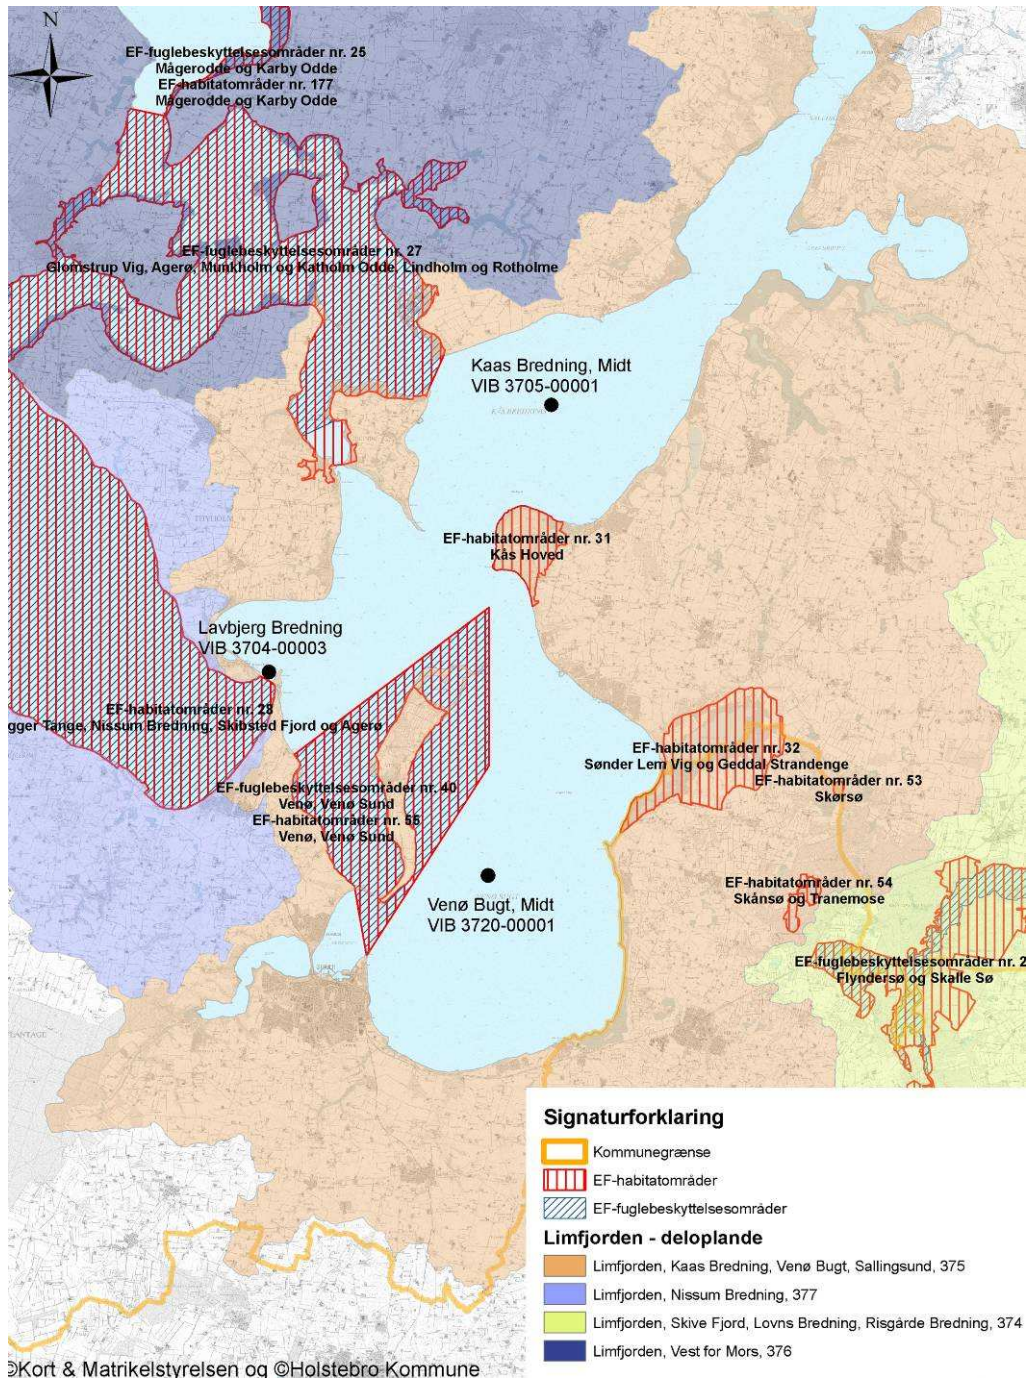 N
EF-fuglebeskyttelsesområder nr. 25
Mågerodde og Karby Odde
EF-habitatområder nr. 177
Mågerodde og Karby Odde
EF-fuglebeskyttelsesområder nr. 27
Glomstrup Vig, Agerø, Munkholm og Katholm Odde, Lindholm og Rotholme
Kaas Bredning, Midt
VIB 3705-00001
EF-habitatområder nr. 31
Kås Hoved
Lavbjerg Bredning
VIB 3704-00003
EF-habitatområder nr. 28
gger Tange, Nissum Bredning, Skibsted Fjord og Agerø
EF-habitatområder nr. 32
Sønder Lem Vig og Geddal Strandenge
EF-habitatområder nr. 53
Skørsø
EF-fuglebeskyttelsesområder nr. 40
Venø, Venø Sund
EF-habitatområder nr. 55
Venø, Venø Sund
EF-habitatområder nr. 54
Skånsø og Tranemose
Venø Bugt, Midt
VIB 3720-00001
EF-fuglebeskyttelsesområder nr. 2
Flyndersø og Skalle Sø
Signaturforklaring
Kommunegrænse
EF-habitatområder
EF-fuglebeskyttelsesområder
Limfjorden - deloplande
Limfjorden, Kaas Bredning, Venø Bugt, Sallingsund, 375
Limfjorden, Nissum Bredning, 377
Limfjorden, Skive Fjord, Lovns Bredning, Risgårde Bredning, 374
Limfjorden, Vest for Mors, 376
©Kort & Matrikelstyrelsen og ©Holstebro Kommune